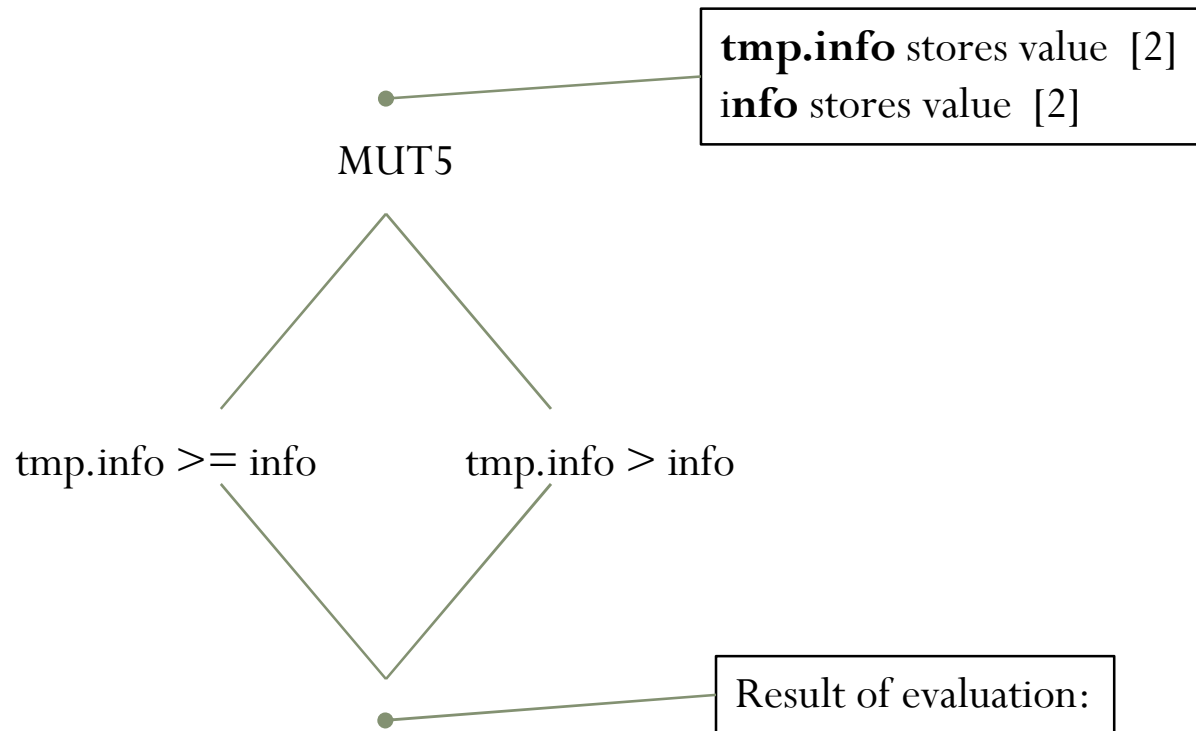 tmp.info stores value [2]
info stores value [2]
MUT5
tmp.info >= info
tmp.info > info
Result of evaluation: